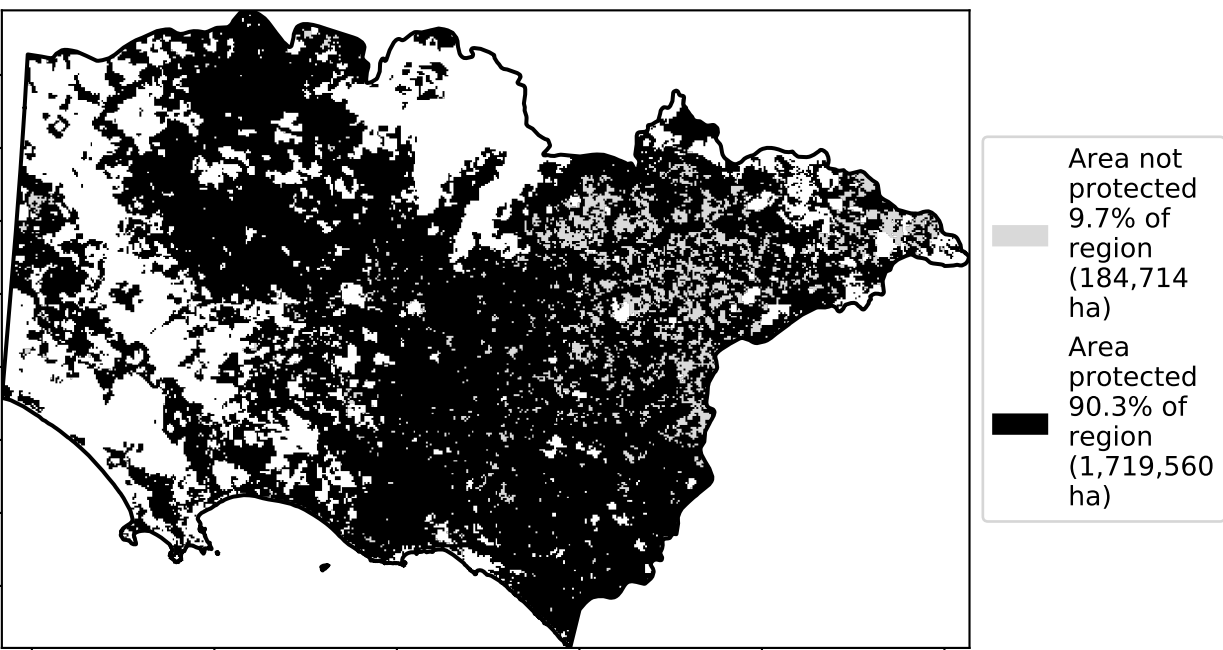 Area not
protected
9.7% of
region
(184,714
ha)
Area
protected
90.3% of
region
(1,719,560
ha)